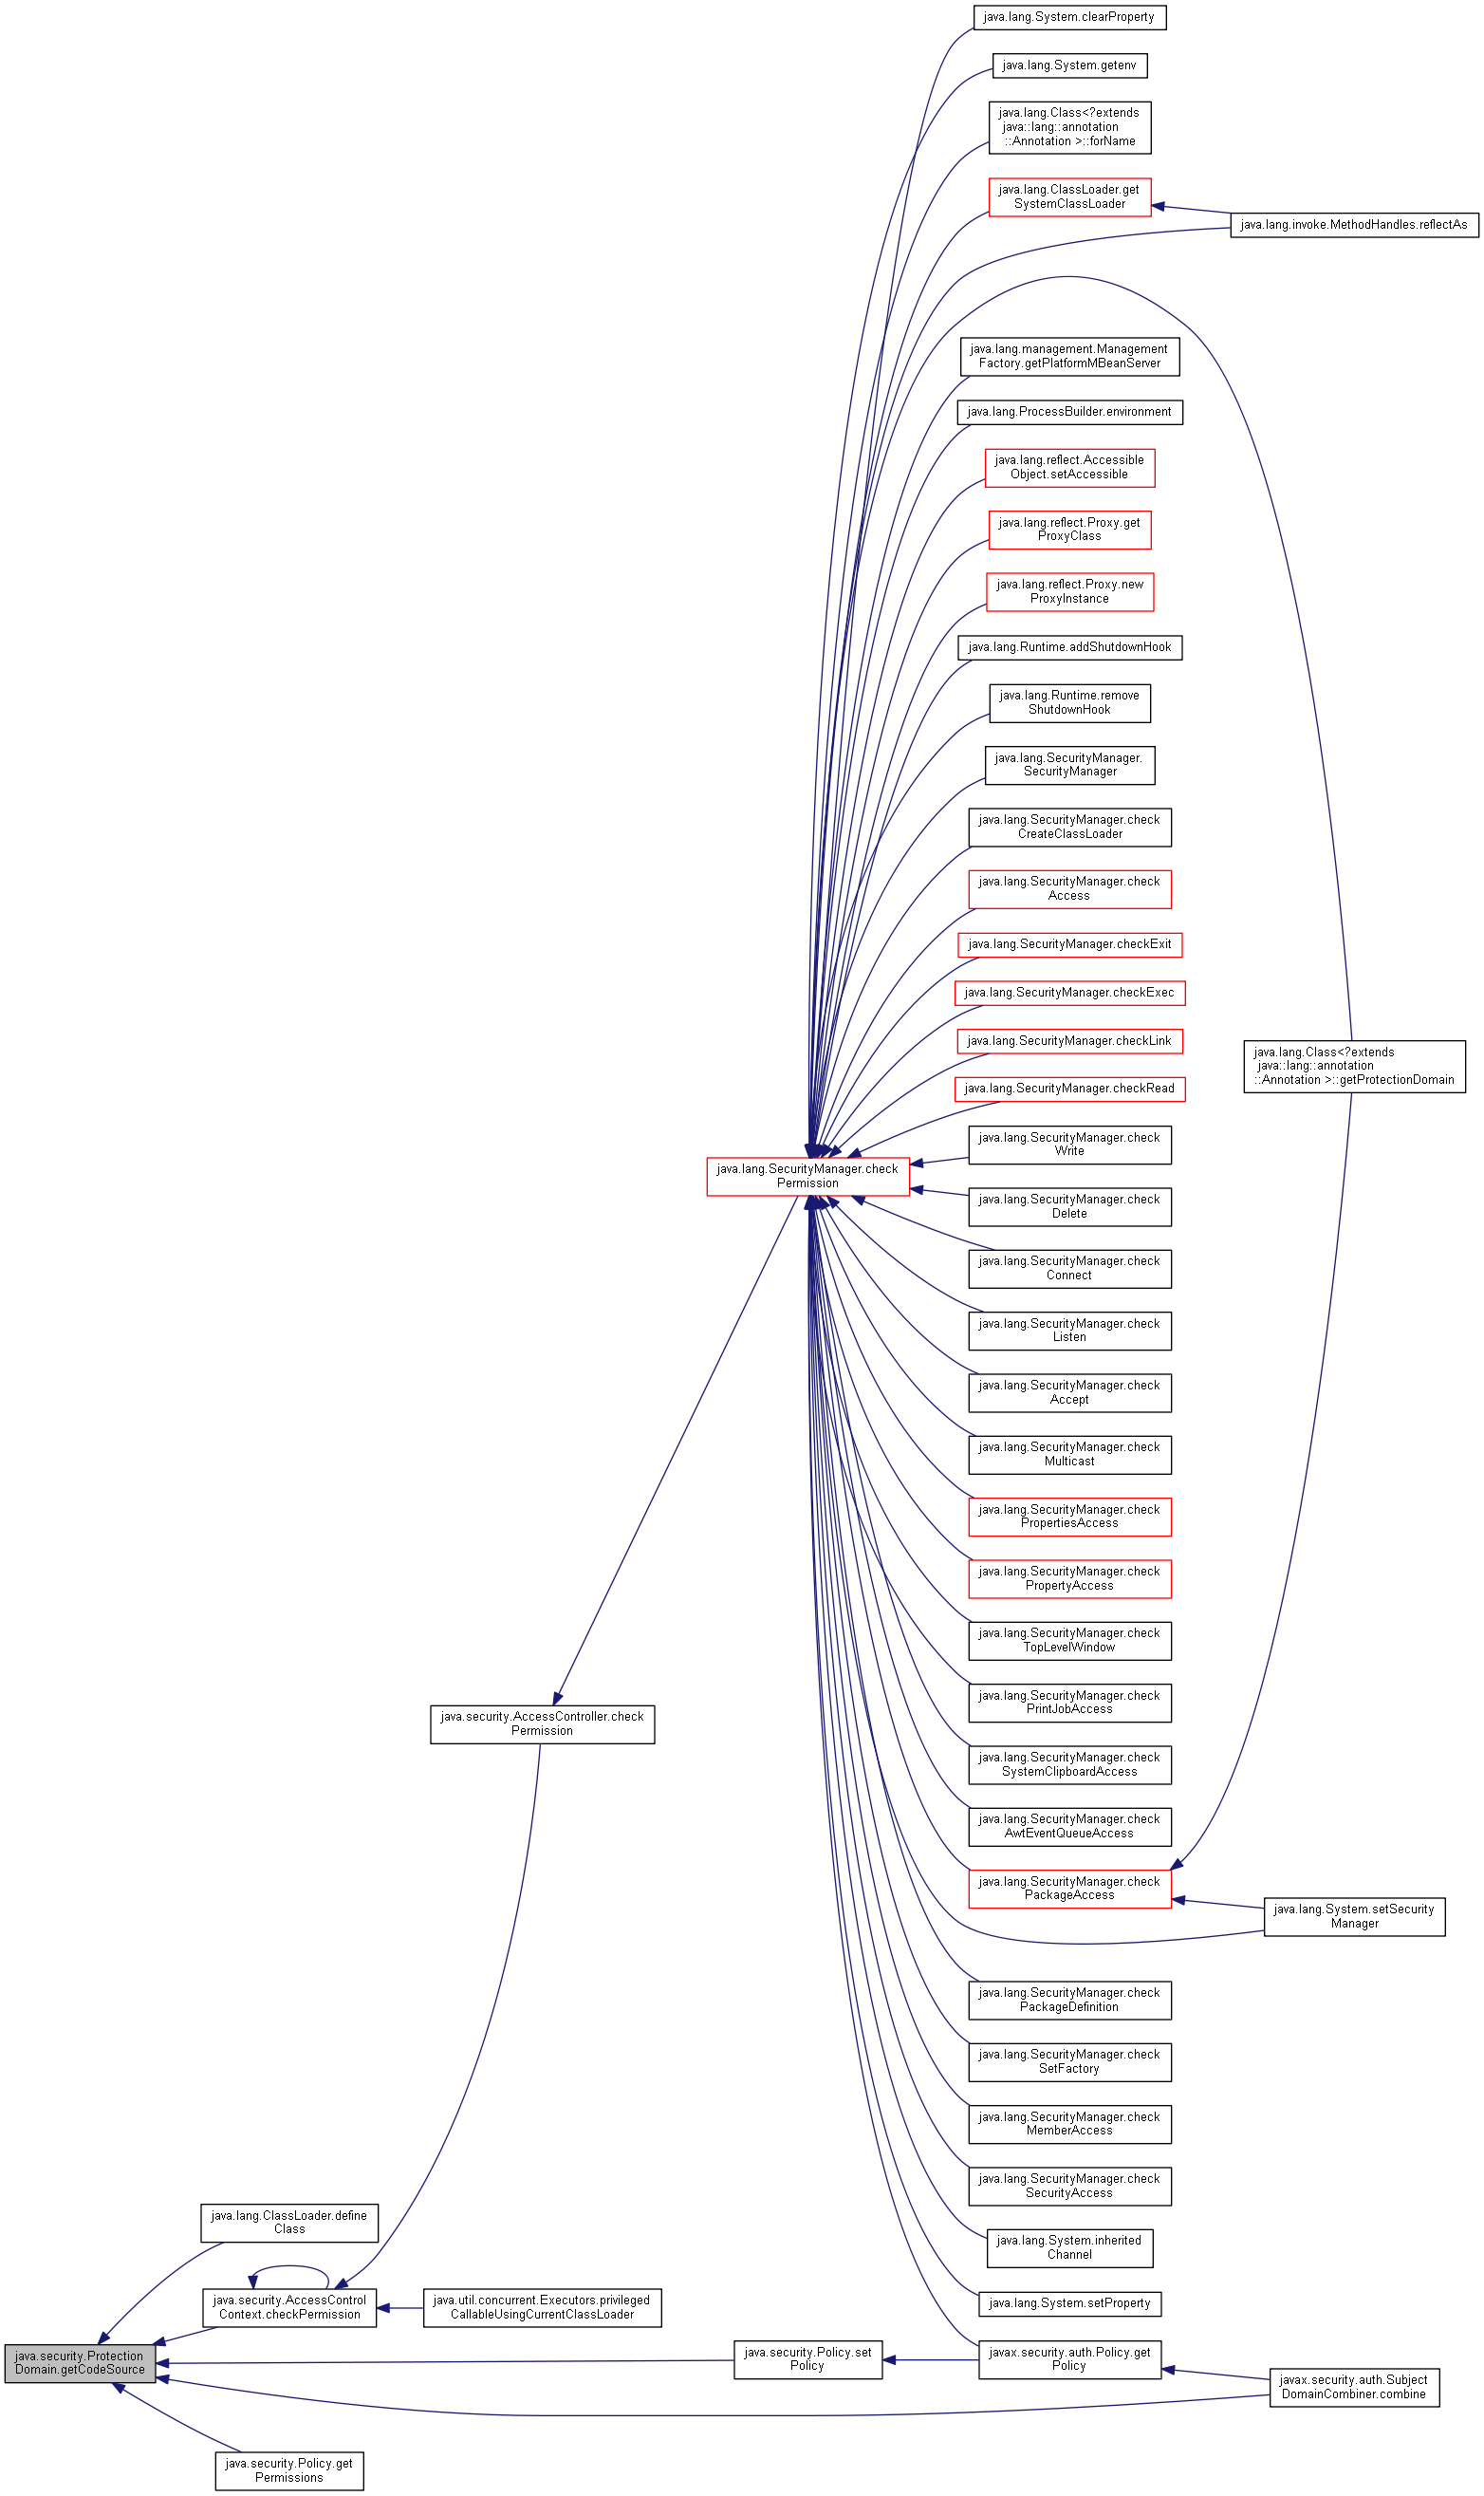 java.lang.System.clearProperty
java.lang.System.getenv
java.lang.Class<?extends
java::lang::annotation
::Annotation >::forName
java.lang.ClassLoader.get
SystemClassLoader
java.lang.invoke.MethodHandles.reflectAs
java.lang.management.Management
Factory.getPlatformMBeanServer
java.lang.ProcessBuilder.environment
java.lang.reflect.Accessible
Object.setAccessible
java.lang.reflect.Proxy.get
ProxyClass
java.lang.reflect.Proxy.new
ProxyInstance
java.lang.Runtime.addShutdownHook
java.lang.Runtime.remove
ShutdownHook
java.lang.SecurityManager.
SecurityManager
java.lang.SecurityManager.check
CreateClassLoader
java.lang.SecurityManager.check
Access
java.lang.SecurityManager.checkExit
java.lang.SecurityManager.checkExec
java.lang.SecurityManager.checkLink
java.lang.Class<?extends
java::lang::annotation
::Annotation >::getProtectionDomain
java.lang.SecurityManager.checkRead
java.lang.SecurityManager.check
Write
java.lang.SecurityManager.check
Permission
java.lang.SecurityManager.check
Delete
java.lang.SecurityManager.check
Connect
java.lang.SecurityManager.check
Listen
java.lang.SecurityManager.check
Accept
java.lang.SecurityManager.check
Multicast
java.lang.SecurityManager.check
PropertiesAccess
java.lang.SecurityManager.check
PropertyAccess
java.lang.SecurityManager.check
TopLevelWindow
java.lang.SecurityManager.check
PrintJobAccess
java.security.AccessController.check
Permission
java.lang.SecurityManager.check
SystemClipboardAccess
java.lang.SecurityManager.check
AwtEventQueueAccess
java.lang.SecurityManager.check
PackageAccess
java.lang.System.setSecurity
Manager
java.lang.SecurityManager.check
PackageDefinition
java.lang.SecurityManager.check
SetFactory
java.lang.SecurityManager.check
MemberAccess
java.lang.SecurityManager.check
SecurityAccess
java.lang.ClassLoader.define
Class
java.lang.System.inherited
Channel
java.security.AccessControl
Context.checkPermission
java.util.concurrent.Executors.privileged
CallableUsingCurrentClassLoader
java.lang.System.setProperty
java.security.Protection
Domain.getCodeSource
java.security.Policy.set
Policy
javax.security.auth.Policy.get
Policy
javax.security.auth.Subject
DomainCombiner.combine
java.security.Policy.get
Permissions